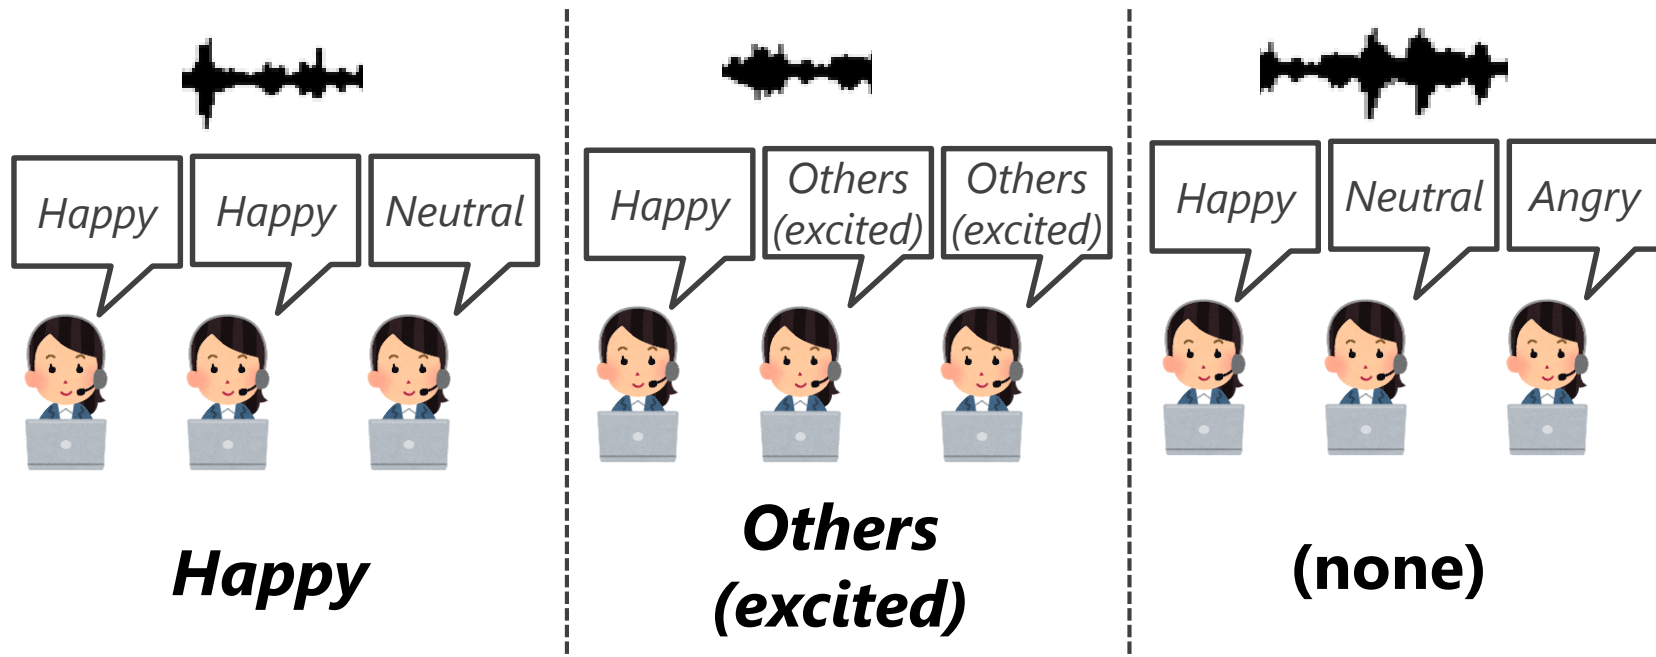 Happy
Happy
Neutral
Happy
Others
(excited)
Others
(excited)
Happy
Neutral
Angry
Happy
Others
(excited)
(none)